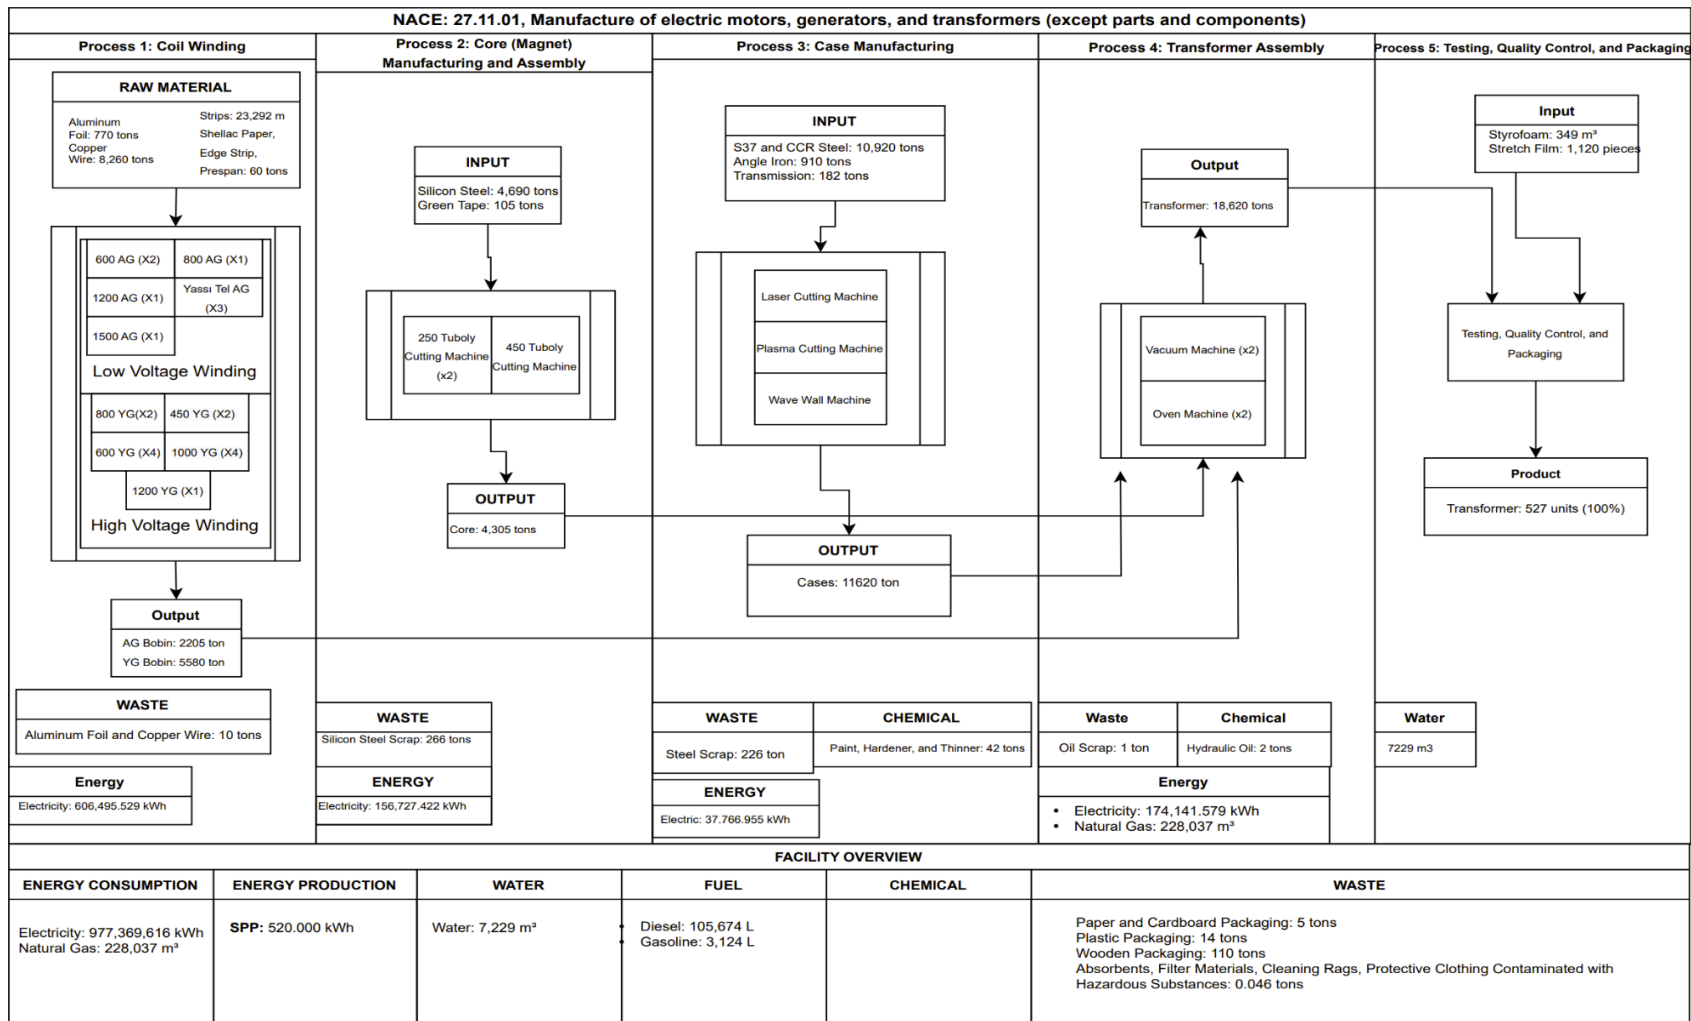 NACE: 27.11.01, Manufacture of electric motors, generators, and transformers (except parts and components)
Process 1: Coil Winding
RAW MATERIAL
Aluminum
Foil: 770 tons
Copper
Wire: 8,260 tons
Strips: 23,292 m
Shellac Paper,
Edge Strip,
Prespan: 60 tons
600 AG (X2)
800 AG (X1)
1200 AG (X1)
Yassı Tel AG
(X3)
1500 AG (X1)
Low Voltage Winding
800 YG(X2)
450 YG (X2)
600 YG (X4)
1000 YG (X4)
1200 YG (X1)
High Voltage Winding
Output
AG Bobin: 2205 ton
YG Bobin: 5580 ton
WASTE
Aluminum Foil and Copper Wire: 10 tons
Energy
Electricity: 606,495.529 kWh
Process 2: Core (Magnet)
Manufacturing and Assembly
INPUT
Silicon Steel: 4,690 tons
Green Tape: 105 tons
250 Tuboly
Cutting Machine
(x2)
450 Tuboly
Cutting Machine
OUTPUT
Core: 4,305 tons
WASTE
Silicon Steel Scrap: 266 tons
ENERGY
Electricity: 156,727.422 kWh
Process 3: Case Manufacturing
INPUT
S37 and CCR Steel: 10,920 tons
Angle Iron: 910 tons
Transmission: 182 tons
Laser Cutting Machine
Plasma Cutting Machine
Wave Wall Machine
OUTPUT
Cases: 11620 ton
WASTE
Steel Scrap: 226 ton
CHEMICAL
Paint, Hardener, and Thinner: 42 tons
ENERGY
Electric: 37.766.955 kWh
Process 4: Transformer Assembly
Output
Transformer: 18,620 tons
Vacuum Machine (x2)
Oven Machine (x2)
Waste
Oil Scrap: 1 ton
Chemical
Hydraulic Oil: 2 tons
Energy
• Electricity: 174,141.579 kWh
• Natural Gas: 228,037 m³
Process 5: Testing, Quality Control, and Packaging
Input
Styrofoam: 349 m³
Stretch Film: 1,120 pieces
Testing, Quality Control, and
Packaging
Product
Transformer: 527 units (100%)
Water
7229 m3
FACILITY OVERVIEW
ENERGY CONSUMPTION
Electricity: 977,369,616 kWh
Natural Gas: 228,037 m³
ENERGY PRODUCTION
SPP: 520.000 kWh
WATER
Water: 7,229 m³
FUEL
• Diesel: 105,674 L
• Gasoline: 3,124 L
CHEMICAL
WASTE
Paper and Cardboard Packaging: 5 tons
Plastic Packaging: 14 tons
Wooden Packaging: 110 tons
Absorbents, Filter Materials, Cleaning Rags, Protective Clothing Contaminated with
Hazardous Substances: 0.046 tons